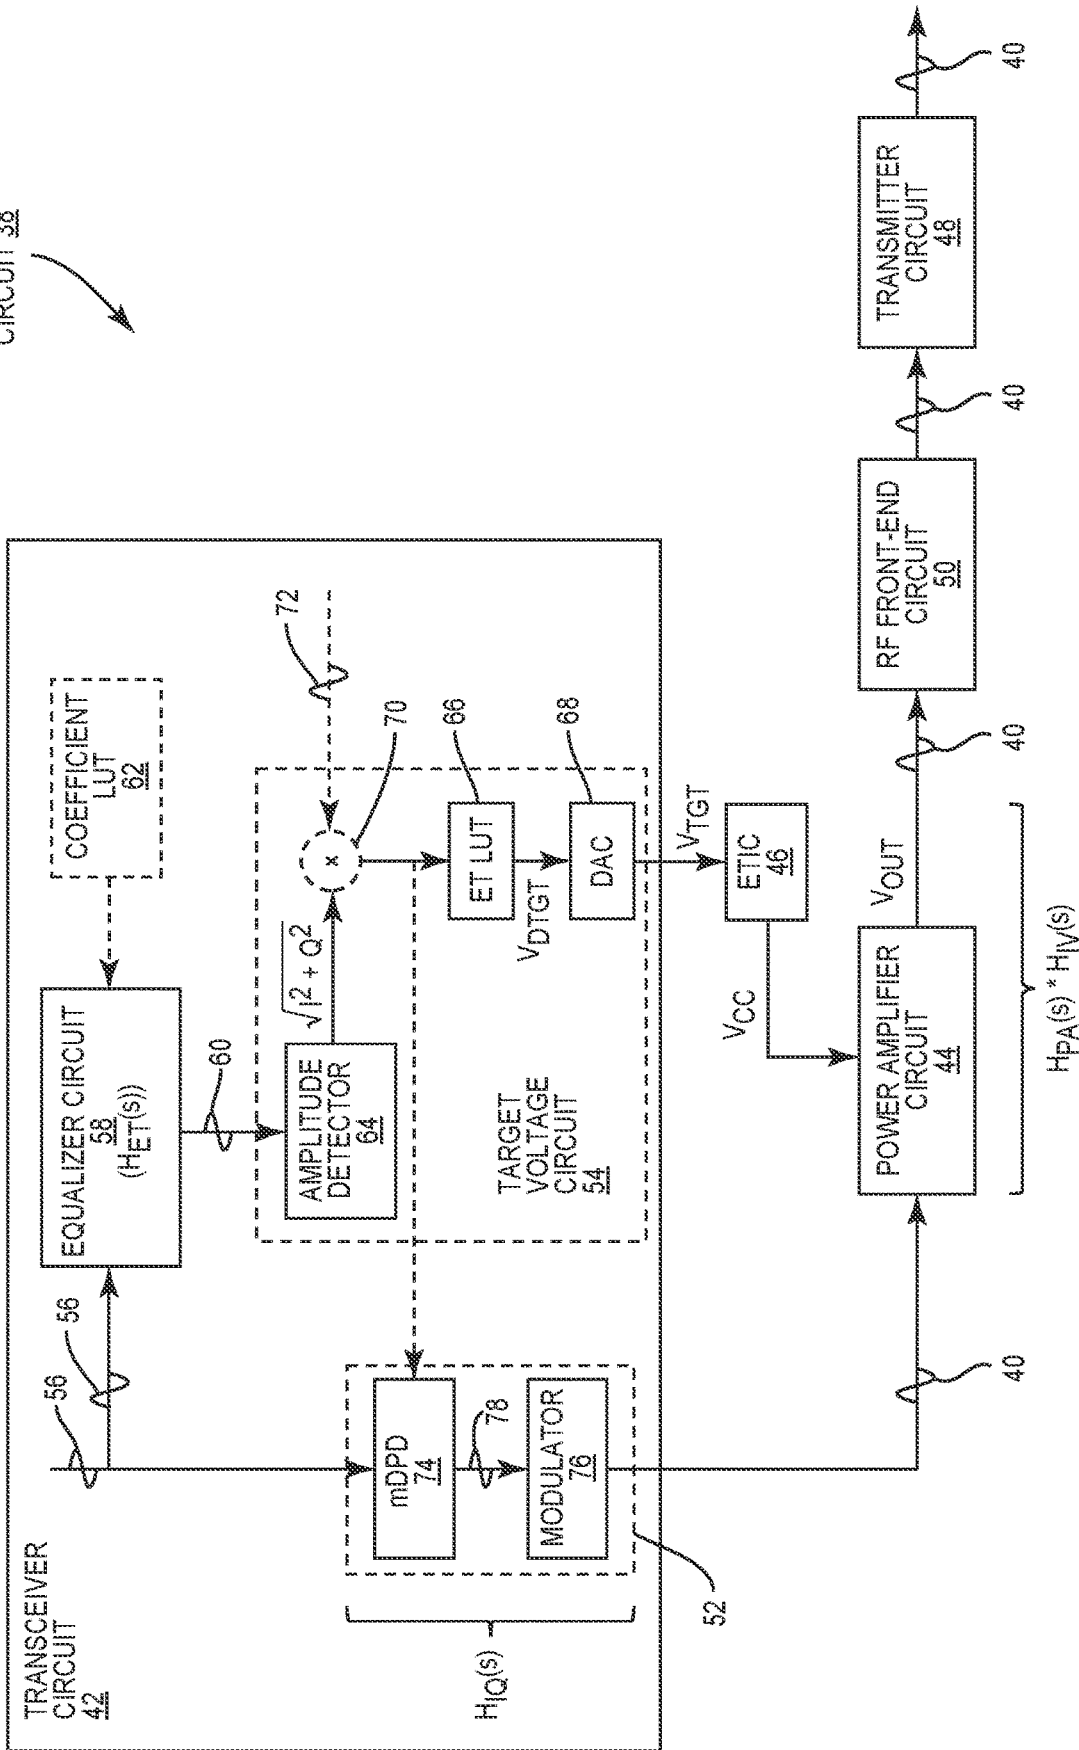 CIRCUIT 38
TRANSCEIVER
CIRCUIT
42
56
56
EQUALIZER CIRCUIT
58
(HET(s))
COEFFICIENT
LUT
62
60
72
AMPLITUDE
DETECTOR
64
√I² + Q²
x
70
ET LUT
66
VDTGT
DAC
68
TARGET
VOLTAGE
CIRCUIT
54
mDPD
74
78
MODULATOR
76
52
HIQ(s)
VTGT
ETIC
46
VCC
40
POWER AMPLIFIER
CIRCUIT
44
VOUT
HPA(s) * HIV(s)
40
RF FRONT-END
CIRCUIT
50
40
TRANSMITTER
CIRCUIT
48
40